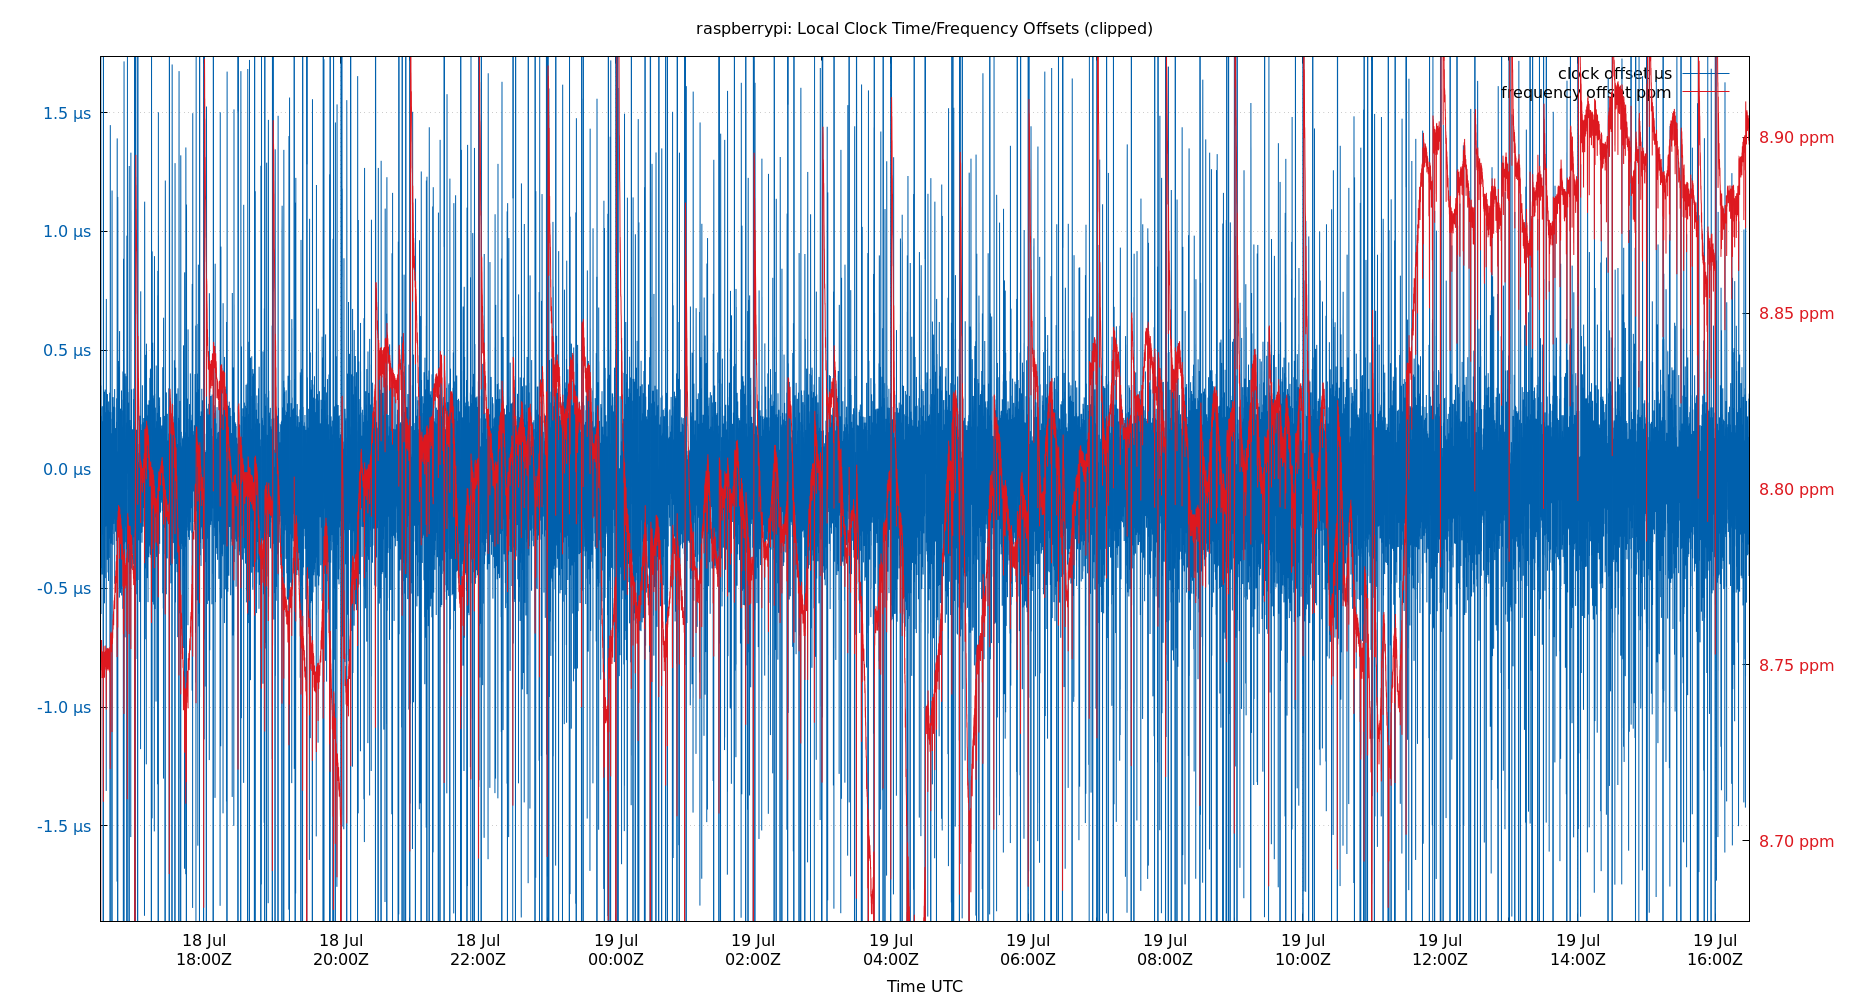 raspberrypi: Local Clock Time/Frequency Offsets (clipped)
clock offset µs
frequency offset ppm
1.5 µs
1.0 µs
0.5 µs
0.0 µs
-0.5 µs
-1.0 µs
-1.5 µs
8.90 ppm
8.85 ppm
8.80 ppm
8.75 ppm
8.70 ppm
18 Jul
18:00Z
18 Jul
20:00Z
18 Jul
22:00Z
19 Jul
00:00Z
19 Jul
02:00Z
19 Jul
04:00Z
19 Jul
06:00Z
19 Jul
08:00Z
19 Jul
10:00Z
19 Jul
12:00Z
19 Jul
14:00Z
19 Jul
16:00Z
Time UTC